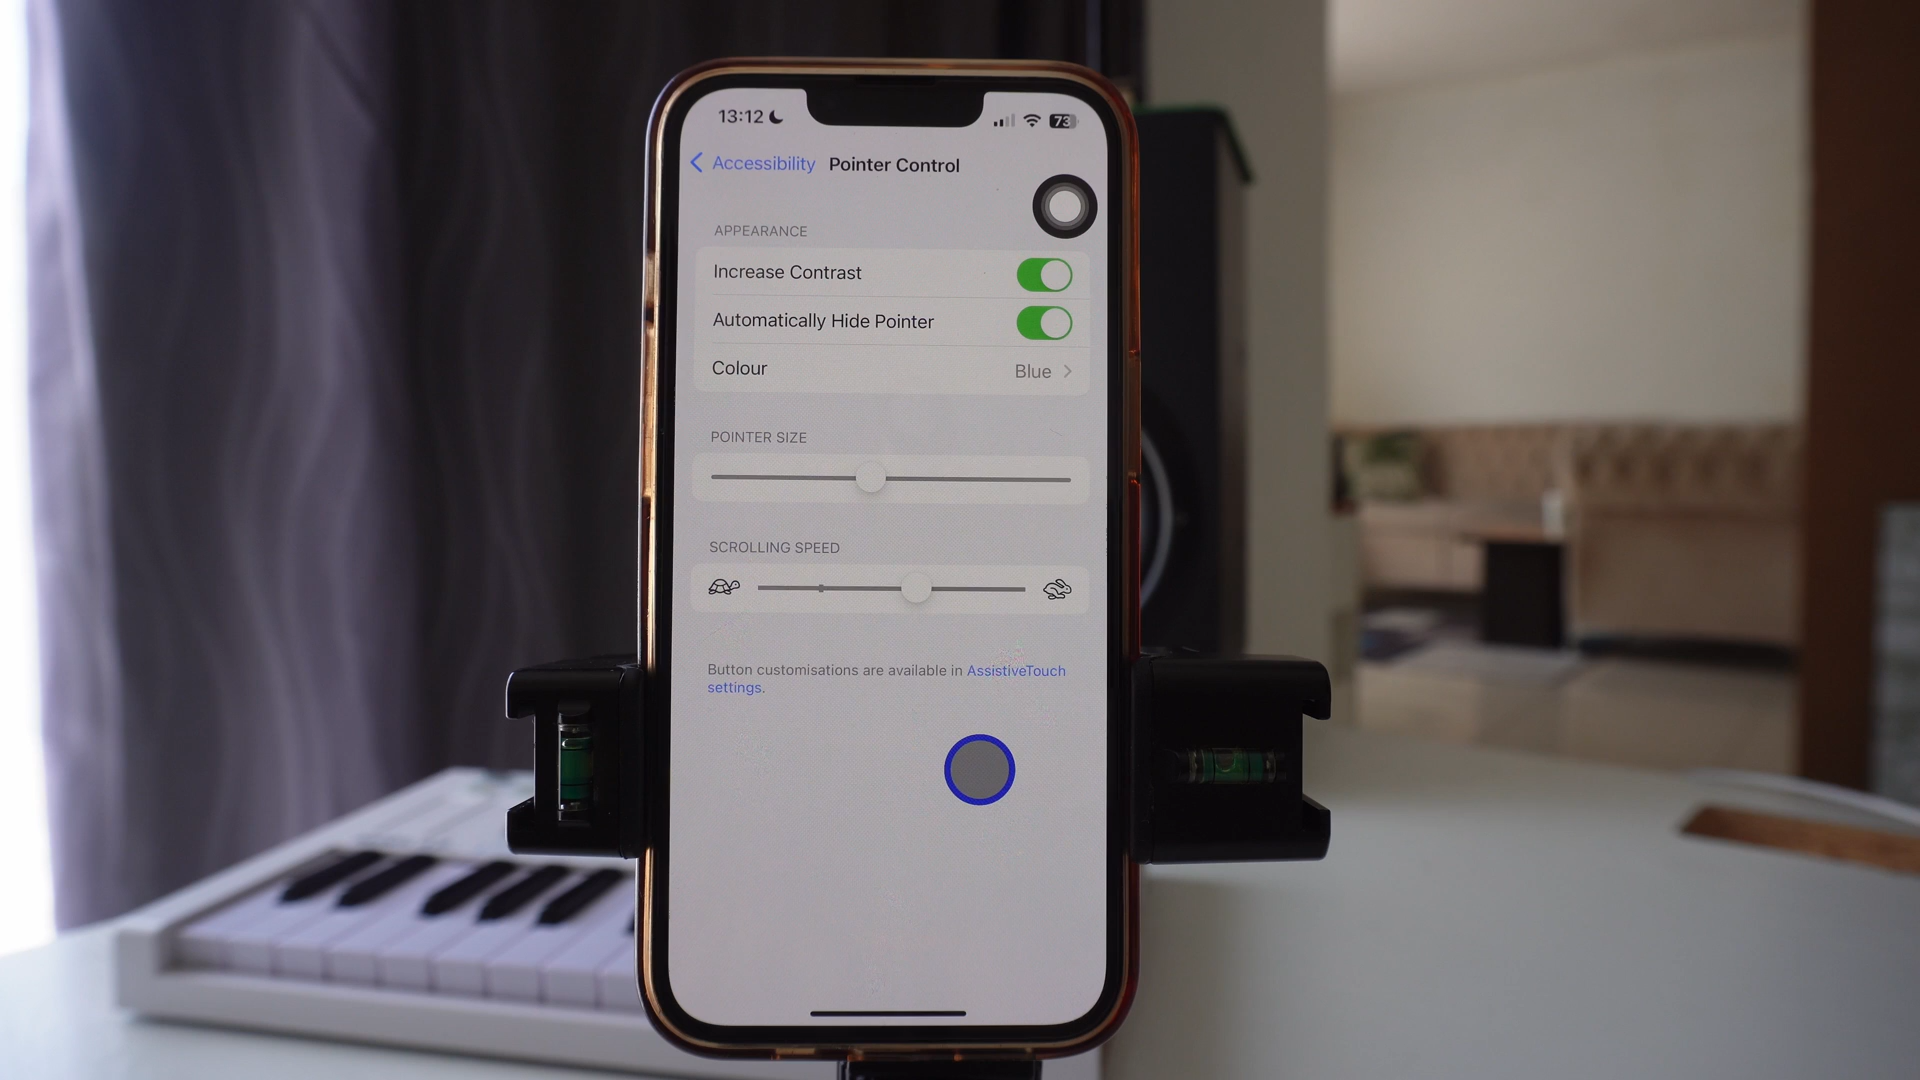 13:12
73
Accessibility Pointer Control
APPEARANCE
Increase Contrast
Automatically Hide Pointer
Colour Blue
POINTER SIZE
SCROLLING SPEED
Button customisations are available in AssistiveTouch
settings.